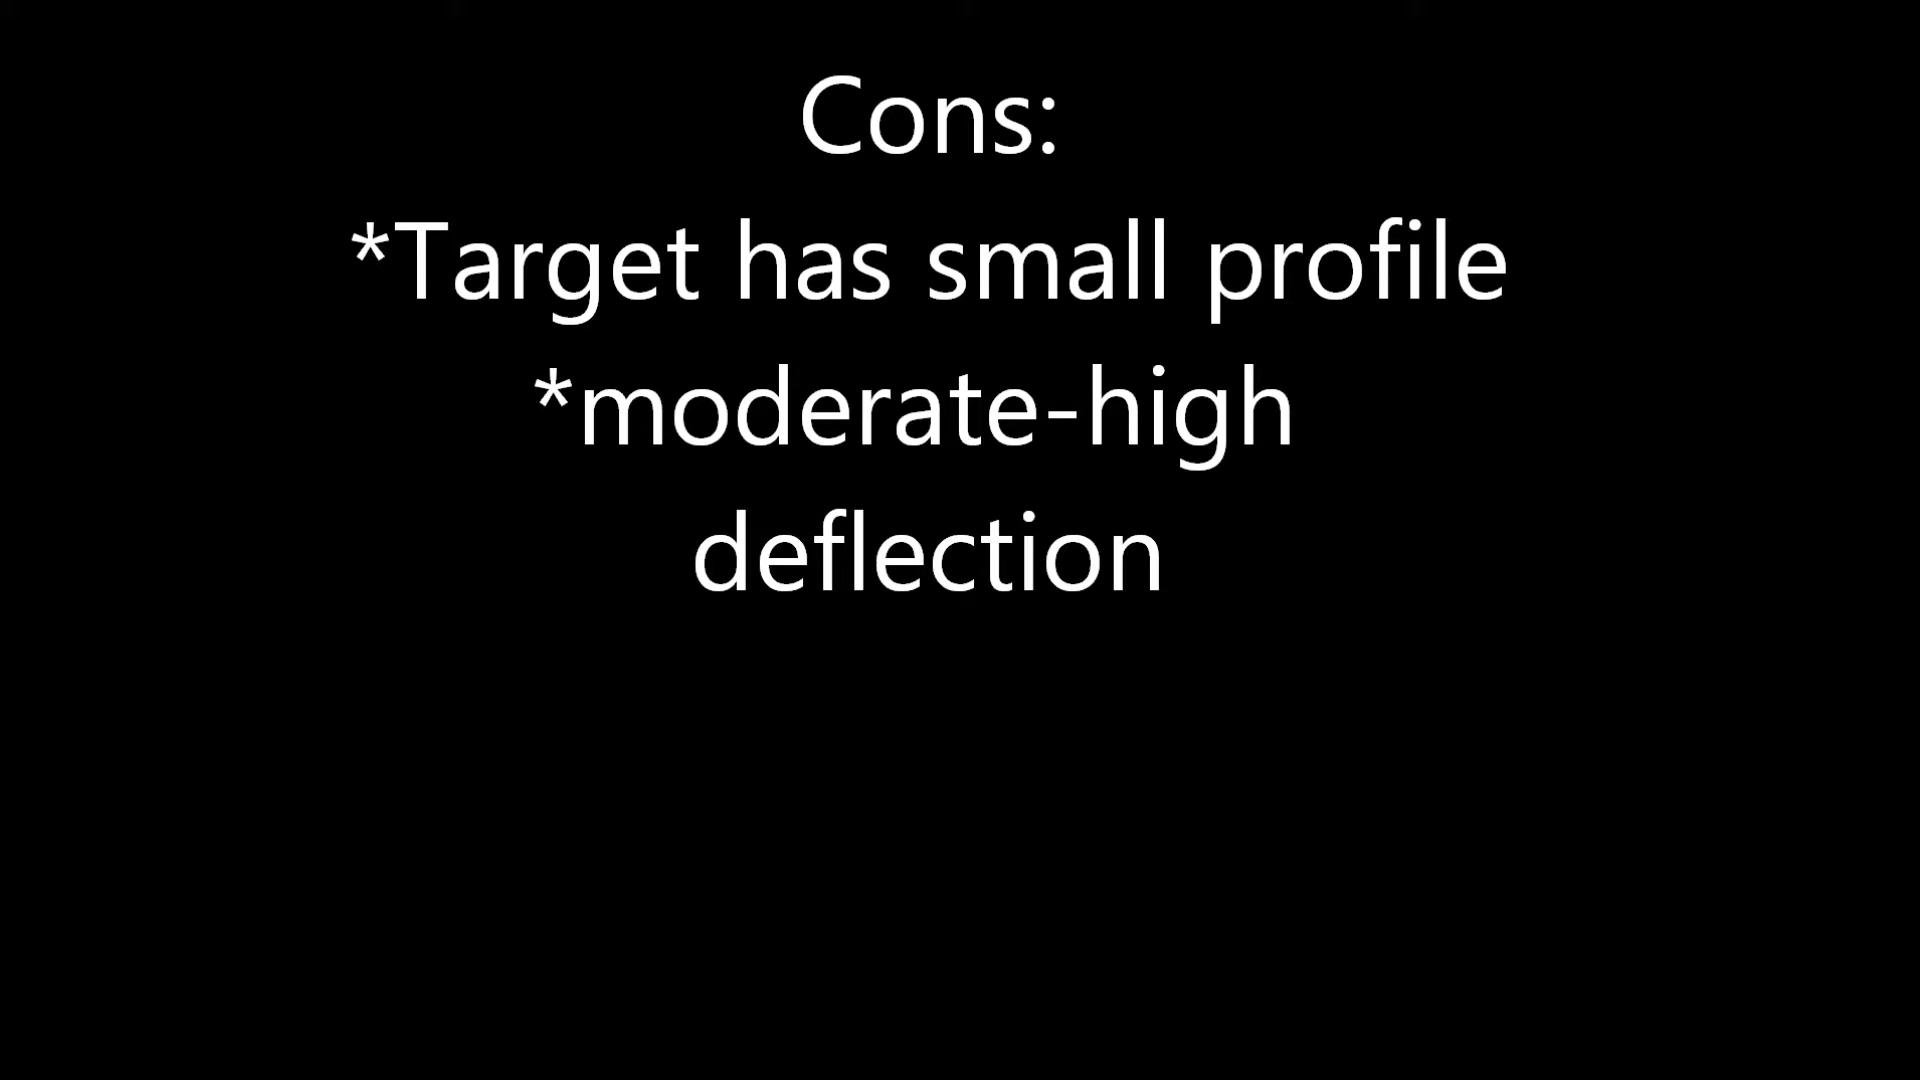 Cons:
*Target has small profile
*moderate-high
deflection